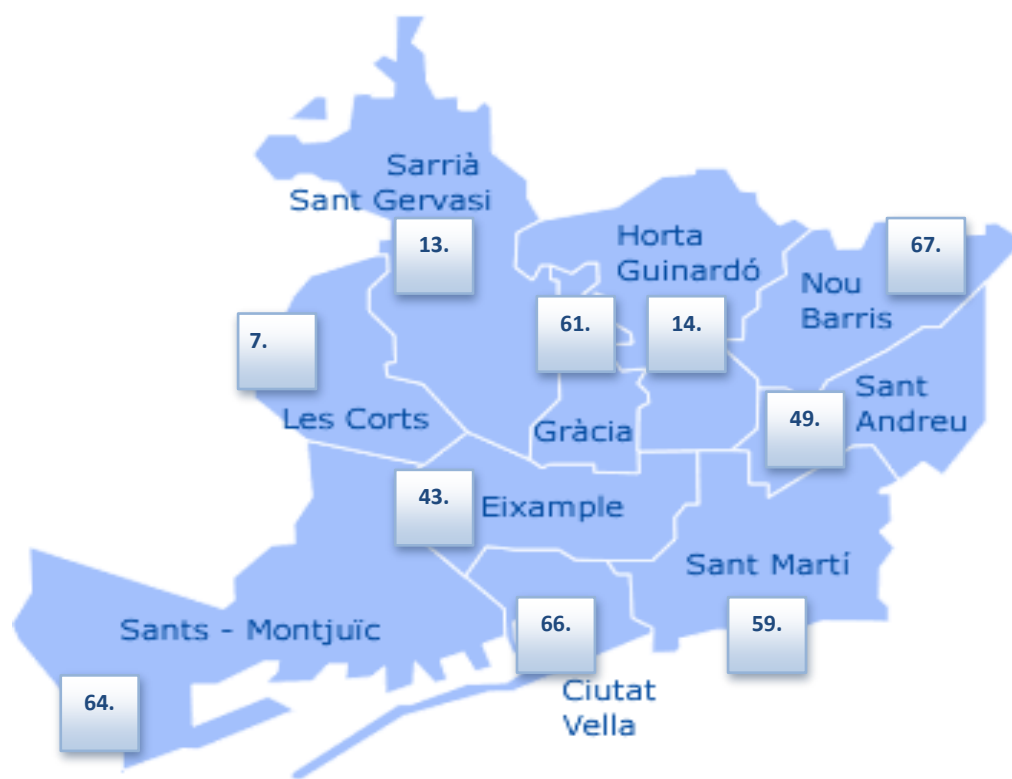 Sarrià
Sant Gervasi
13.
Horta
Guinardó
67.
Nou
Barris
7.
61.
14.
Les Corts
Gràcia
49.
Sant
Andreu
43.
Eixample
Sant Martí
Sants - Montjuïc
66.
59.
64.
Ciutat
Vella